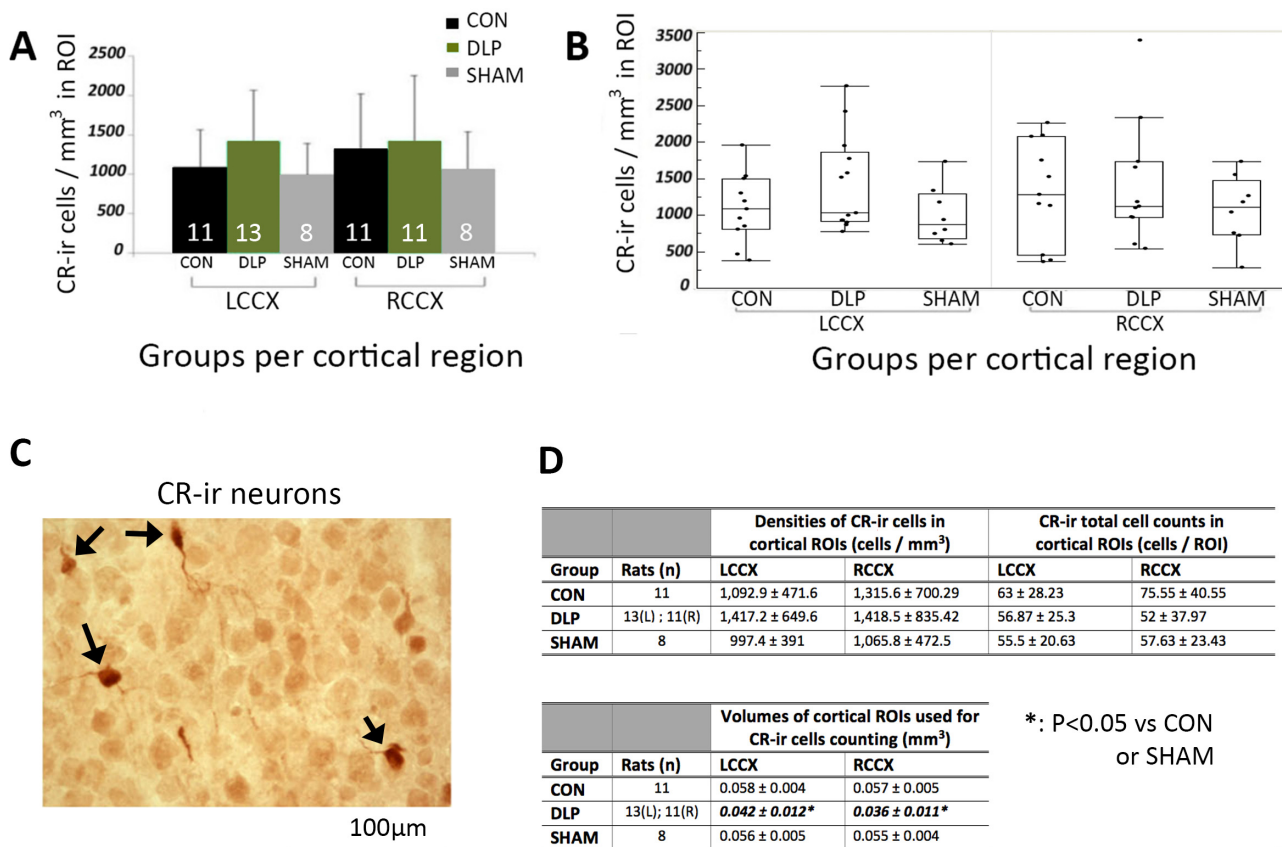 A
CR-ir cells / mm³ in ROI
CON
DLP
SHAM
2500
2000
1500
1000
500
0
11 13 8 11 11 8
CON DLP SHAM CON DLP SHAM
LCCX RCCX
Groups per cortical region
B
CR-ir cells / mm³ in ROI
3500
3000
2500
2000
1500
1000
500
0
CON DLP SHAM CON DLP SHAM
LCCX RCCX
Groups per cortical region
C
CR-ir neurons
100µm
D
Densities of CR-ir cells in cortical ROIs (cells / mm³)
CR-ir total cell counts in cortical ROIs (cells / ROI)
Group Rats (n) LCCX RCCX LCCX RCCX
CON 11 1,092.9 ± 471.6 1,315.6 ± 700.29 63 ± 28.23 75.55 ± 40.55
DLP 13(L) ; 11(R) 1,417.2 ± 649.6 1,418.5 ± 835.42 56.87 ± 25.3 52 ± 37.97
SHAM 8 997.4 ± 391 1,065.8 ± 472.5 55.5 ± 20.63 57.63 ± 23.43
Volumes of cortical ROIs used for
CR-ir cells counting (mm³)
Group Rats (n) LCCX RCCX
CON 11 0.058 ± 0.004 0.057 ± 0.005
DLP 13(L); 11(R) 0.042 ± 0.012* 0.036 ± 0.011*
SHAM 8 0.056 ± 0.005 0.055 ± 0.004
*: P<0.05 vs CON
or SHAM